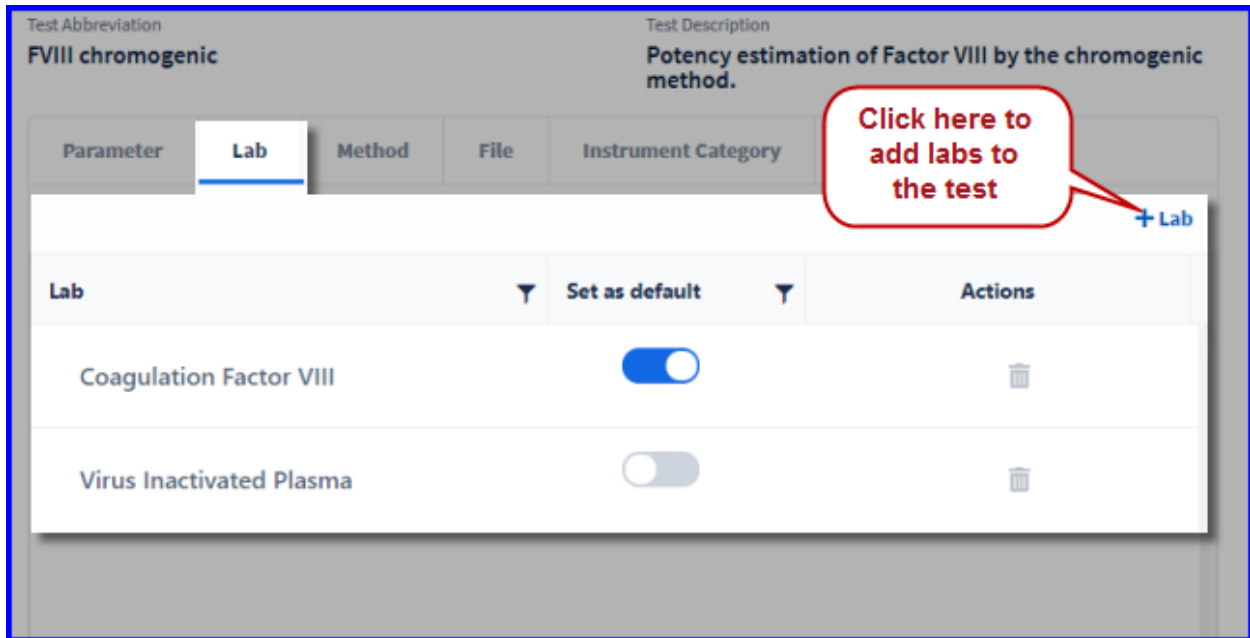 Test Abbreviation
FVIII chromogenic
Test Description
Potency estimation of Factor VIII by the chromogenic
method.
Click here to
add labs to
the test
Parameter
Lab
Method
File
Instrument Category
+ Lab
Lab
Set as default
Actions
Coagulation Factor VIII
Virus Inactivated Plasma